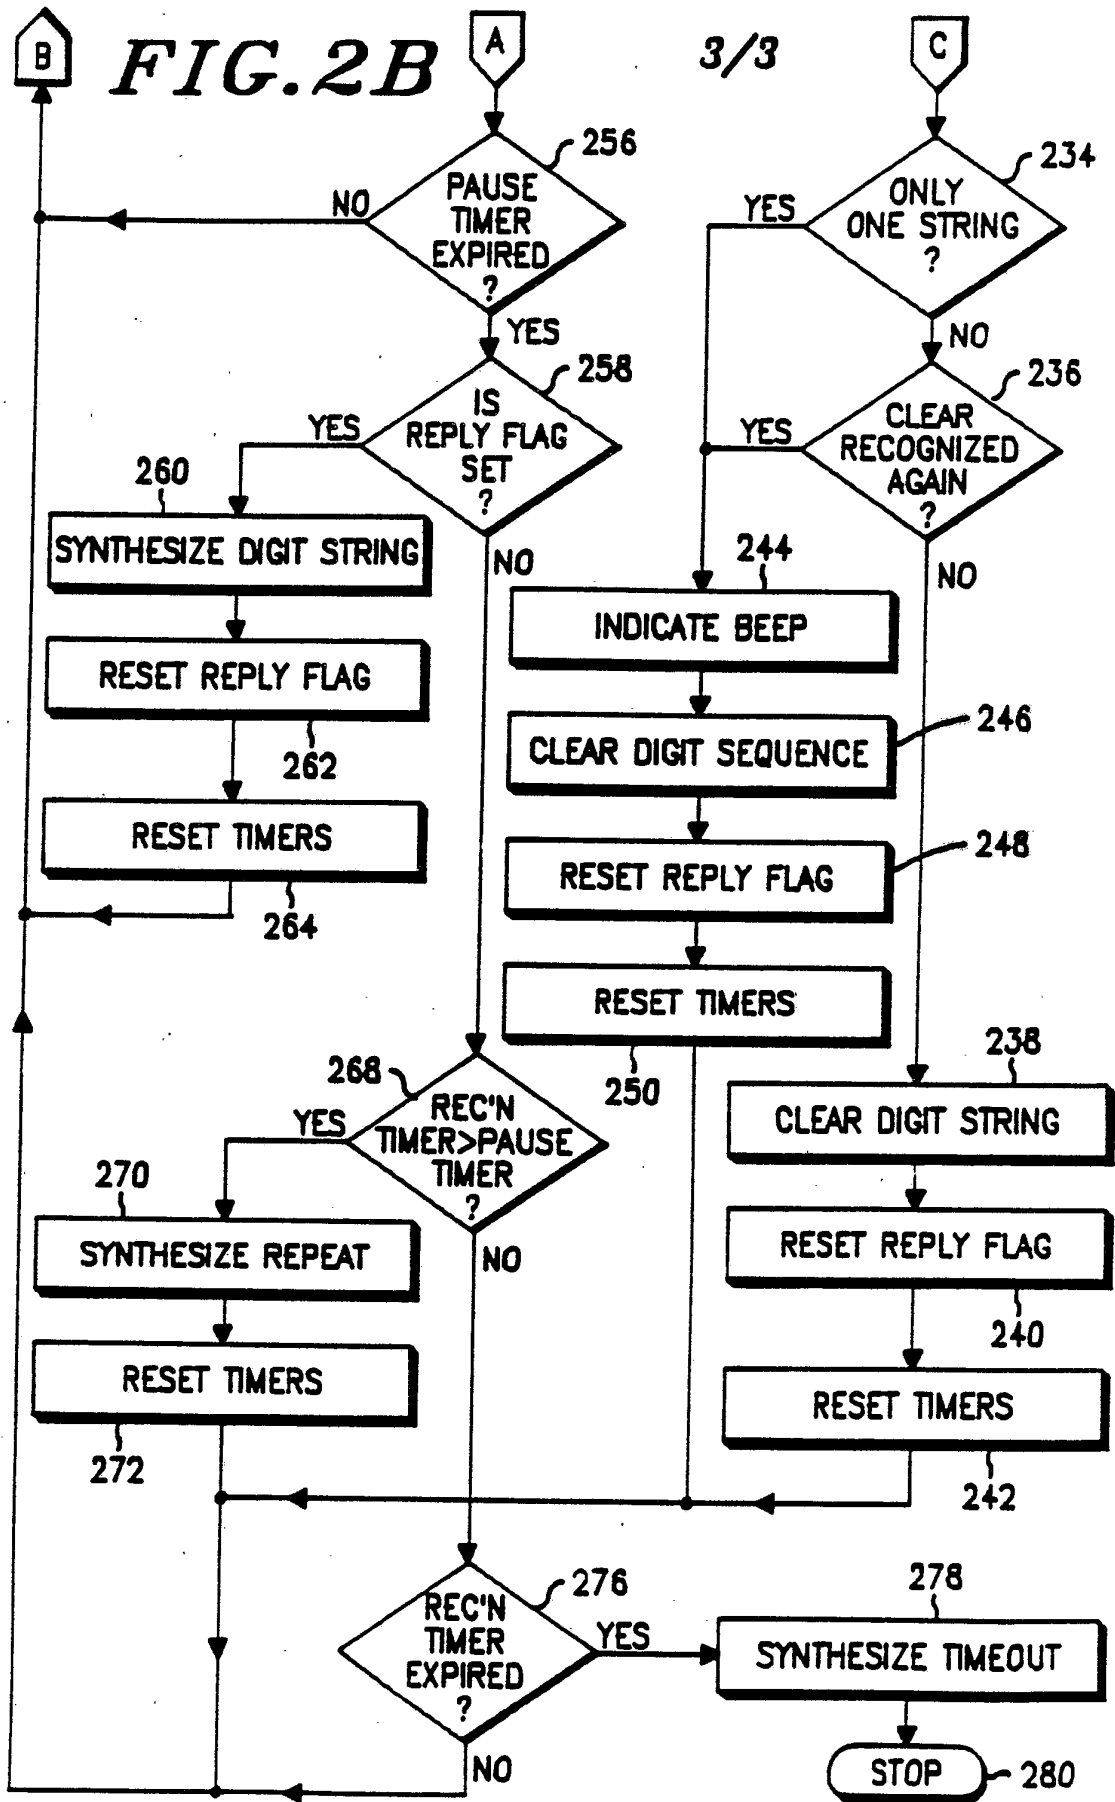 B
FIG.2B
A
3/3
C
256
PAUSE
TIMER
EXPIRED
?
NO
YES
258
IS
REPLY FLAG
SET
?
YES
NO
260
SYNTHESIZE DIGIT STRING
RESET REPLY FLAG
262
RESET TIMERS
264
234
ONLY
ONE STRING
?
YES
NO
236
CLEAR
RECOGNIZED
AGAIN
?
YES
NO
244
INDICATE BEEP
CLEAR DIGIT SEQUENCE
246
RESET REPLY FLAG
248
RESET TIMERS
250
238
CLEAR DIGIT STRING
RESET REPLY FLAG
240
RESET TIMERS
242
268
REC'N
TIMER>PAUSE
TIMER
?
YES
NO
270
SYNTHESIZE REPEAT
RESET TIMERS
272
276
REC'N
TIMER
EXPIRED
?
YES
NO
278
SYNTHESIZE TIMEOUT
STOP
280